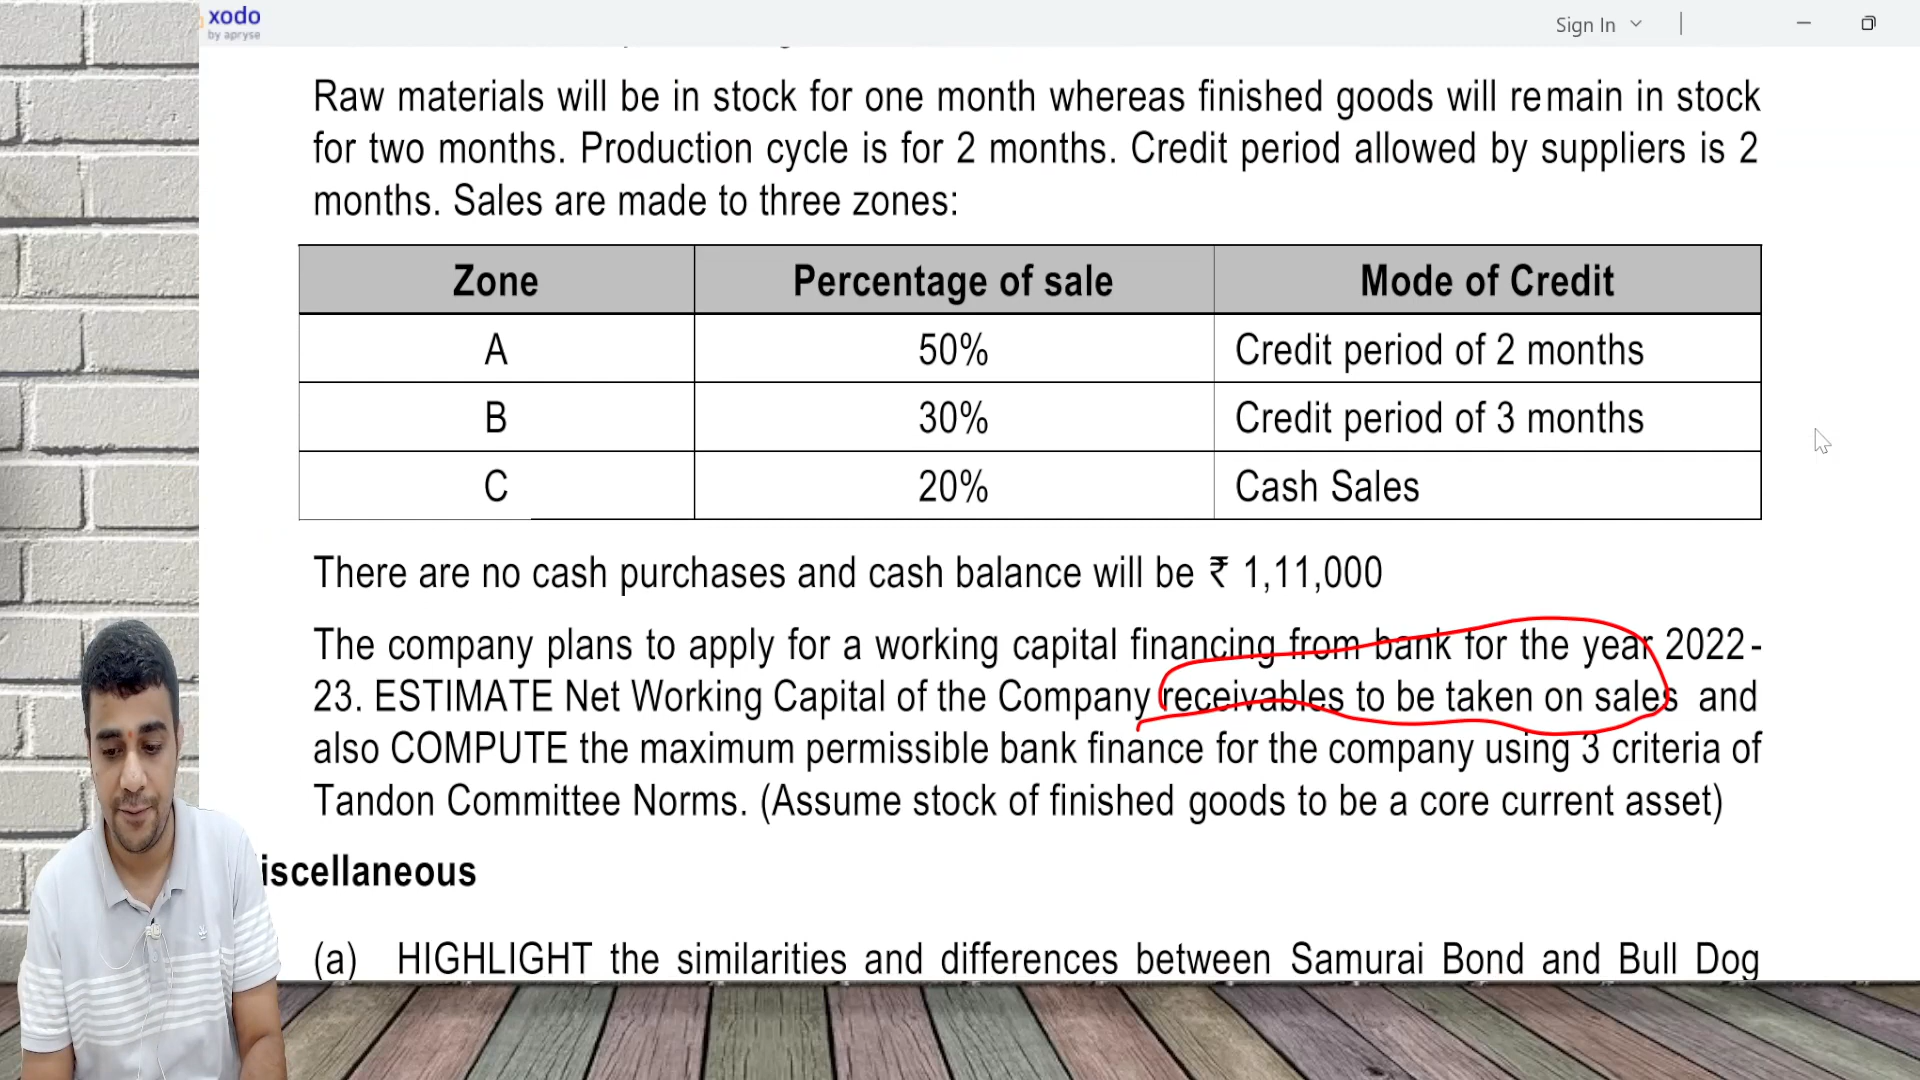 xodo
by apryse
Sign In
Raw materials will be in stock for one month whereas finished goods will remain in stock
for two months. Production cycle is for 2 months. Credit period allowed by suppliers is 2
months. Sales are made to three zones:
Zone Percentage of sale Mode of Credit
A 50% Credit period of 2 months
B 30% Credit period of 3 months
C 20% Cash Sales
There are no cash purchases and cash balance will be ₹ 1,11,000
The company plans to apply for a working capital financing from bank for the year 2022-
23. ESTIMATE Net Working Capital of the Company receivables to be taken on sales and
also COMPUTE the maximum permissible bank finance for the company using 3 criteria of
Tandon Committee Norms. (Assume stock of finished goods to be a core current asset)
iscellaneous
(a) HIGHLIGHT the similarities and differences between Samurai Bond and Bull Dog